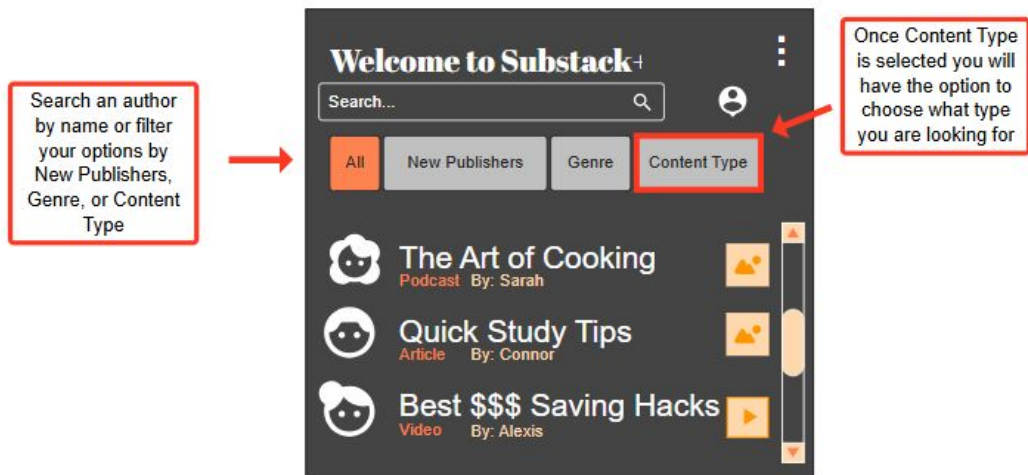 Search an author
by name or filter
your options by
New Publishers,
Genre, or Content
Type
Welcome to Substack+
Search...
All
New Publishers
Genre
Content Type
The Art of Cooking
Podcast By: Sarah
Quick Study Tips
Article By: Connor
Best $$$ Saving Hacks
Video By: Alexis
Once Content Type
is selected you will
have the option to
choose what type
you are looking for